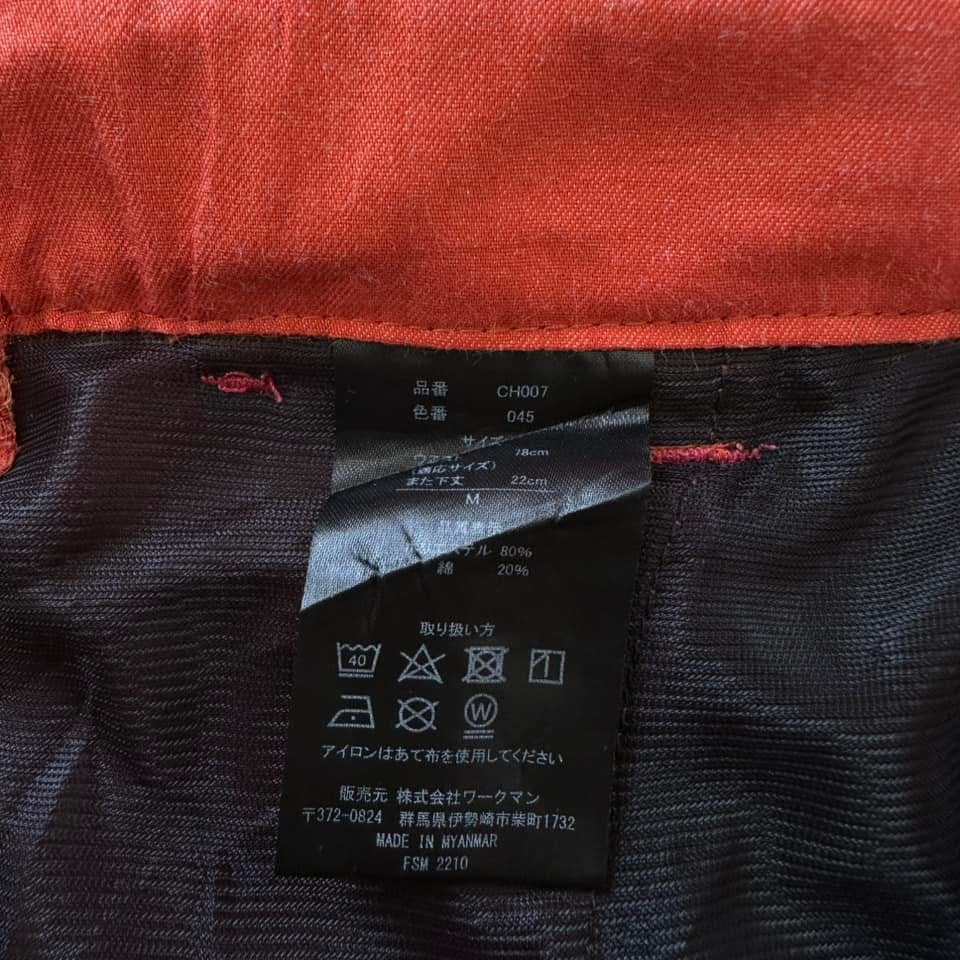 品番 CH007
色番 045
サイズ
78cm
(適応サイズ)
また下丈 22cm
M
80%
綿 20%
取り扱い方
40
W
アイロンはあて布を使用してください
販売元 株式会社ワークマン
〒372-0824 群馬県伊勢崎市柴町1732
MADE IN MYANMAR
FSM 2210